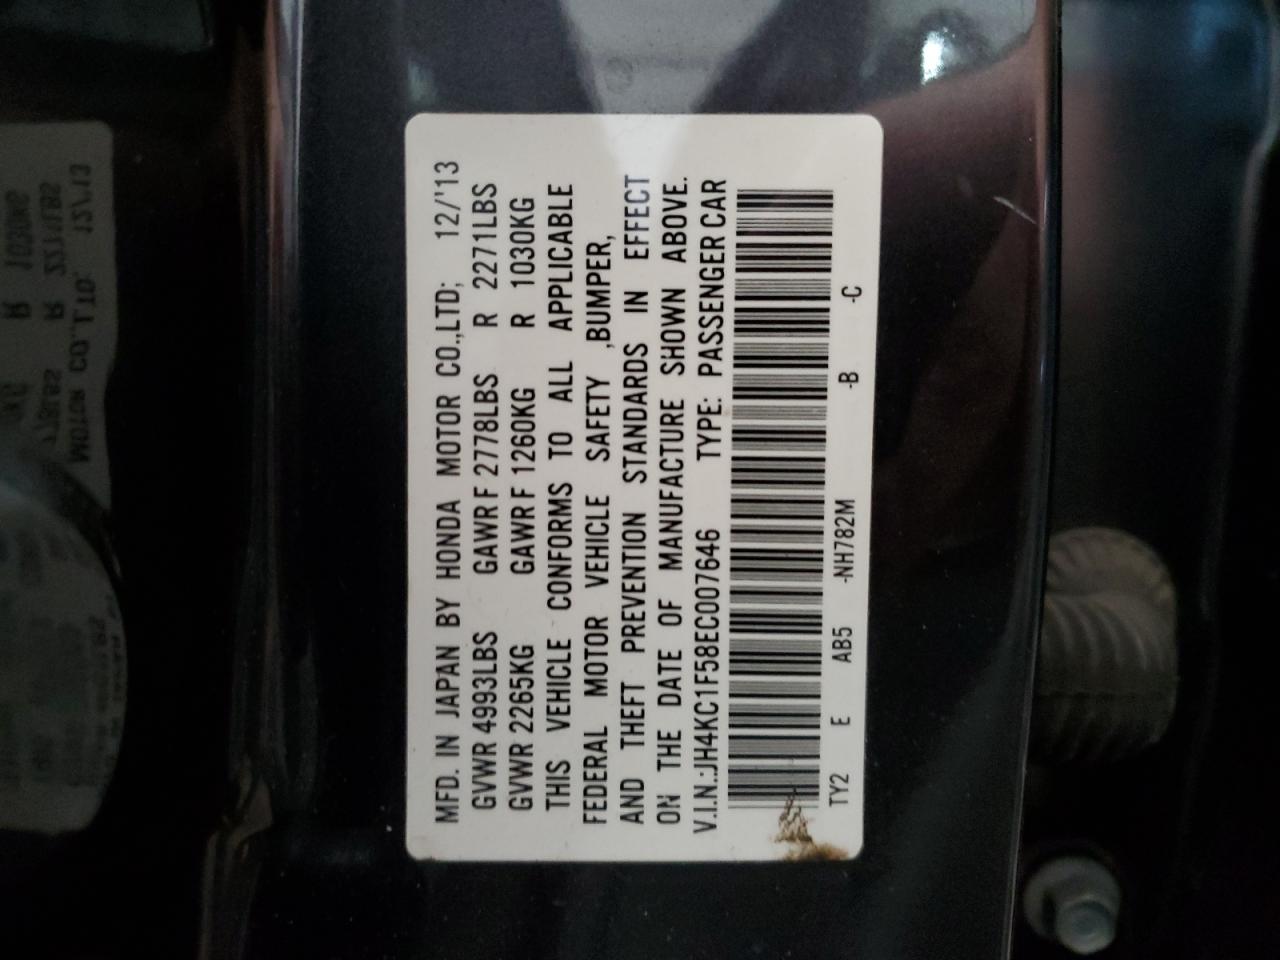 MFD. IN JAPAN BY HONDA MOTOR CO.,LTD; 12/'13
GVWR 4993LBS GAWR F 2778LBS R 2271LBS
GVWR 2265KG GAWR F 1260KG R 1030KG
THIS VEHICLE CONFORMS TO ALL APPLICABLE
FEDERAL MOTOR VEHICLE SAFETY ,BUMPER,
AND THEFT PREVENTION STANDARDS IN EFFECT
ON THE DATE OF MANUFACTURE SHOWN ABOVE.
V.I.N.:JH4KC1F58EC007646 TYPE: PASSENGER CAR
TY2 E AB5 -NH782M -B -C